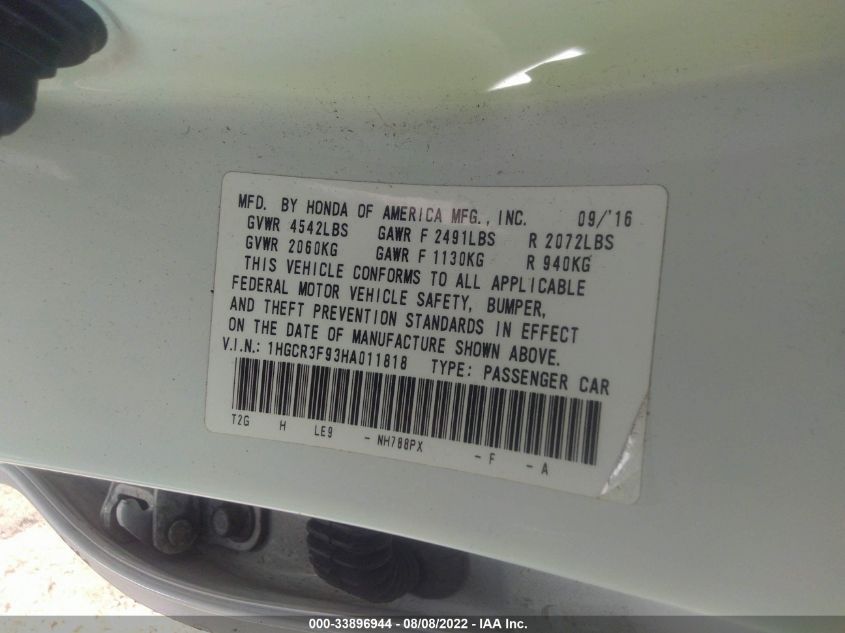 MFD. BY HONDA OF AMERICA MFG., INC. 09/'16
GVWR 4542LBS GAWR F 2491LBS R 2072LBS
GVWR 2060KG GAWR F 1130KG R 940KG
THIS VEHICLE CONFORMS TO ALL APPLICABLE
FEDERAL MOTOR VEHICLE SAFETY, BUMPER,
AND THEFT PREVENTION STANDARDS IN EFFECT
ON THE DATE OF MANUFACTURE SHOWN ABOVE.
V.I.N.: 1HGCR3F93HA011818 TYPE: PASSENGER CAR
T2G H LE9 - NH788PX - F - A
000-33896944 - 08/08/2022 - IAA Inc.